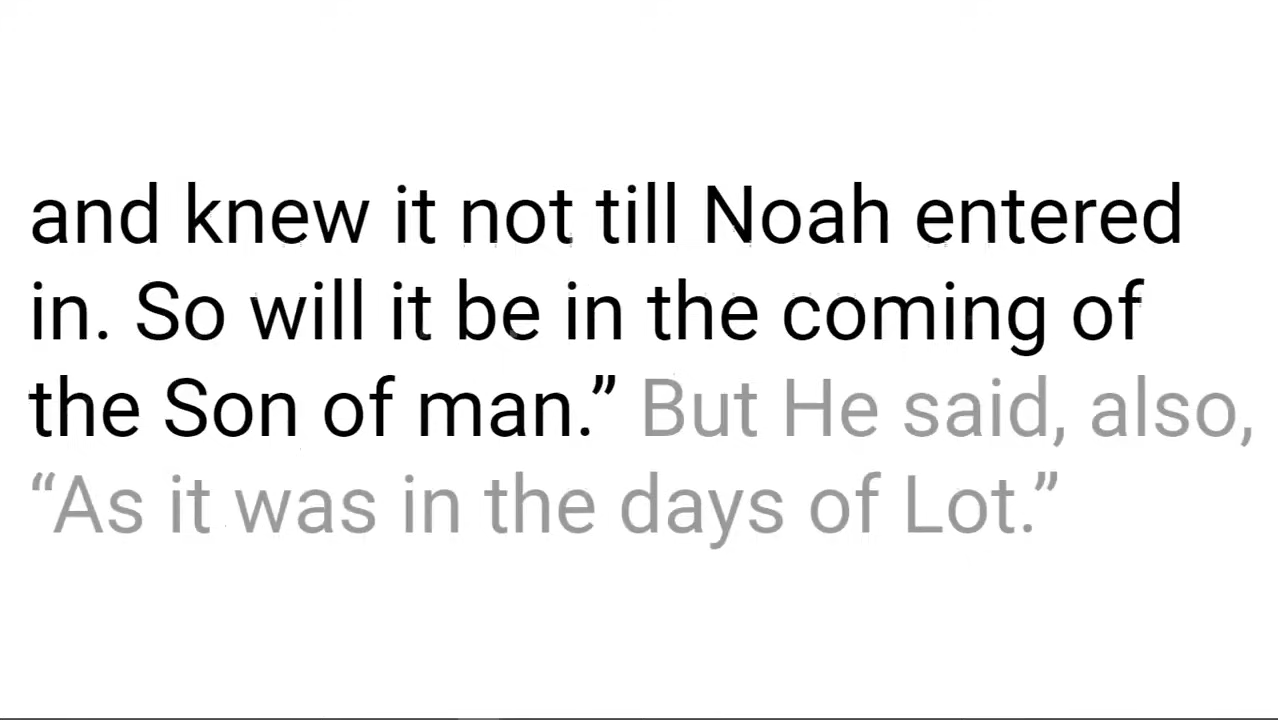 and knew it not till Noah entered
in. So will it be in the coming of
the Son of man.” But He said, also,
“As it was in the days of Lot.”